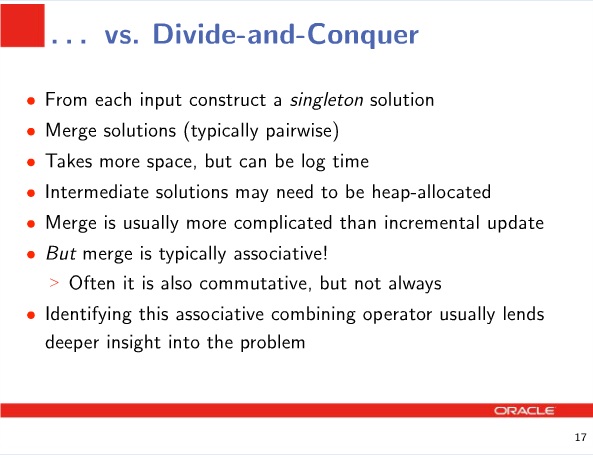 ... vs. Divide-and-Conquer
• From each input construct a singleton solution
• Merge solutions (typically pairwise)
• Takes more space, but can be log time
• Intermediate solutions may need to be heap-allocated
• Merge is usually more complicated than incremental update
• But merge is typically associative!
> Often it is also commutative, but not always
• Identifying this associative combining operator usually lends
deeper insight into the problem
ORACLE
17